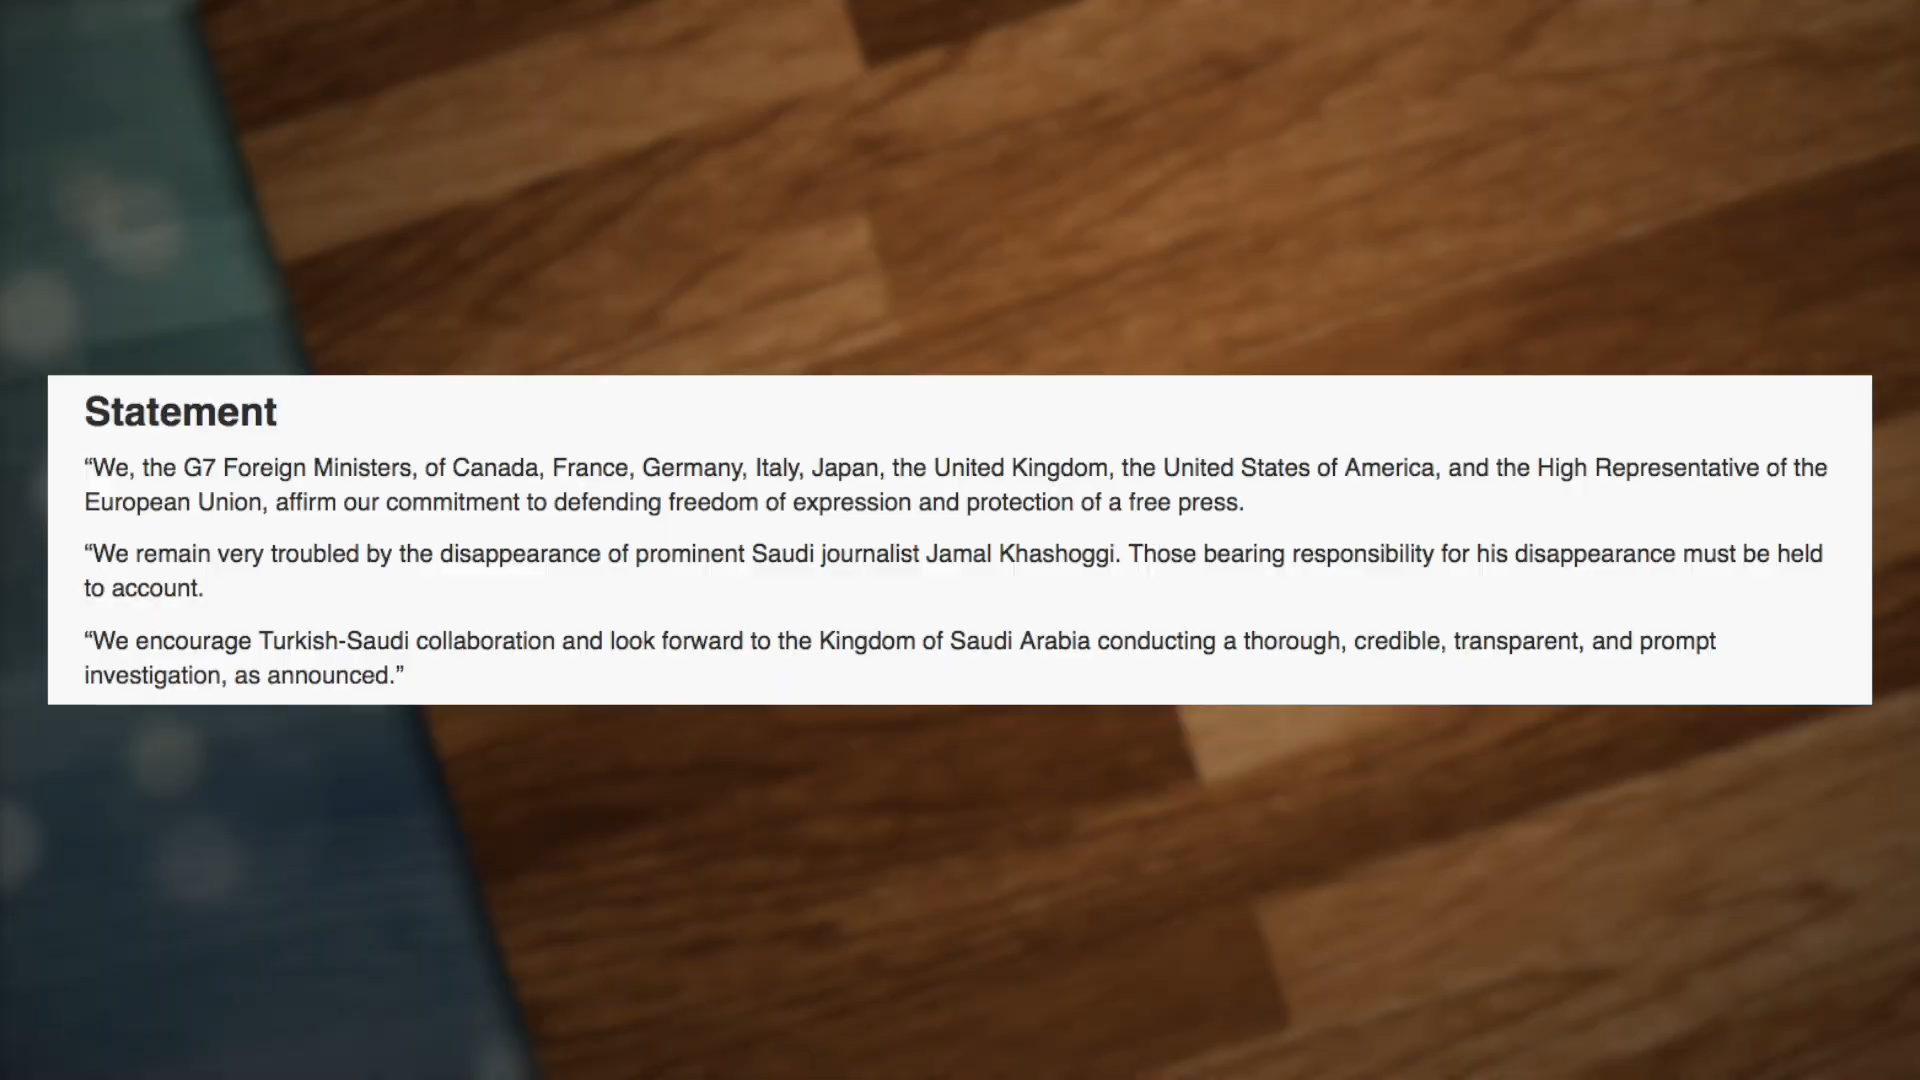 Statement
“We, the G7 Foreign Ministers, of Canada, France, Germany, Italy, Japan, the United Kingdom, the United States of America, and the High Representative of the
European Union, affirm our commitment to defending freedom of expression and protection of a free press.
“We remain very troubled by the disappearance of prominent Saudi journalist Jamal Khashoggi. Those bearing responsibility for his disappearance must be held
to account.
“We encourage Turkish-Saudi collaboration and look forward to the Kingdom of Saudi Arabia conducting a thorough, credible, transparent, and prompt
investigation, as announced.”